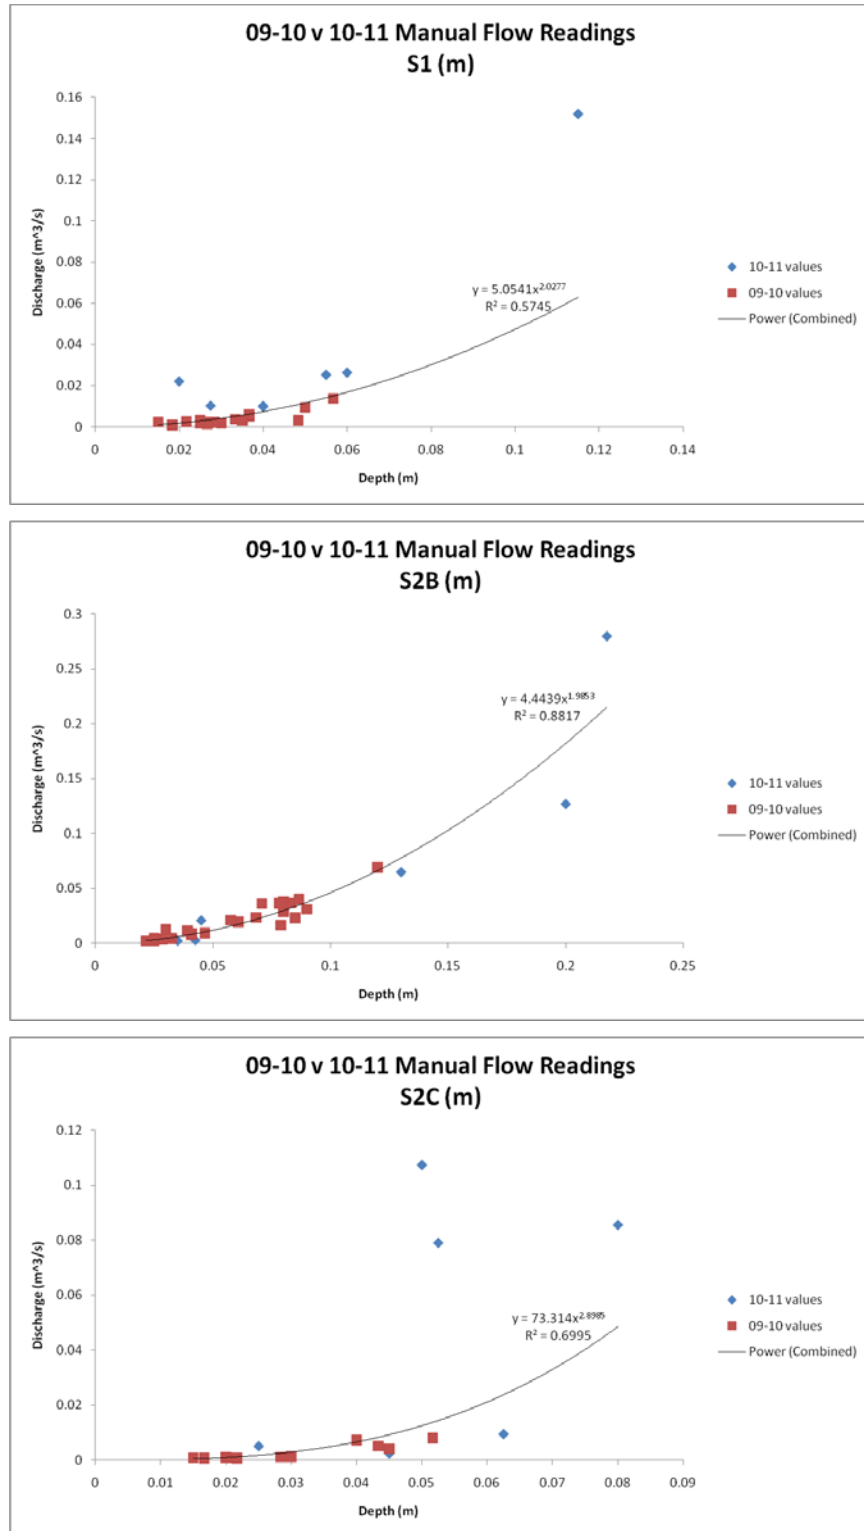 09-10 v 10-11 Manual Flow Readings
S1 (m)
0.16
0.14
0.12
0.1
0.08
0.06
0.04
0.02
0
Discharge (m^3/s)
y = 5.0541x^2.0277
R² = 0.5745
10-11 values
09-10 values
Power (Combined)
0 0.02 0.04 0.06 0.08 0.1 0.12 0.14
Depth (m)
09-10 v 10-11 Manual Flow Readings
S2B (m)
0.3
0.25
0.2
0.15
0.1
0.05
0
Discharge (m^3/s)
y = 4.4439x^1.9853
R² = 0.8817
10-11 values
09-10 values
Power (Combined)
0 0.05 0.1 0.15 0.2 0.25
Depth (m)
09-10 v 10-11 Manual Flow Readings
S2C (m)
0.12
0.1
0.08
0.06
0.04
0.02
0
Discharge (m^3/s)
y = 73.314x^2.8985
R² = 0.6995
10-11 values
09-10 values
Power (Combined)
0 0.01 0.02 0.03 0.04 0.05 0.06 0.07 0.08 0.09
Depth (m)